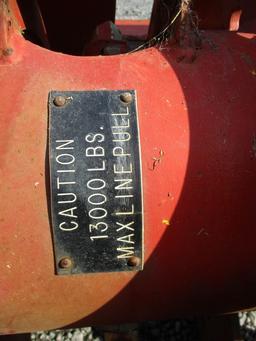 CAUTION
13000 LBS.
MAX LINE PULL